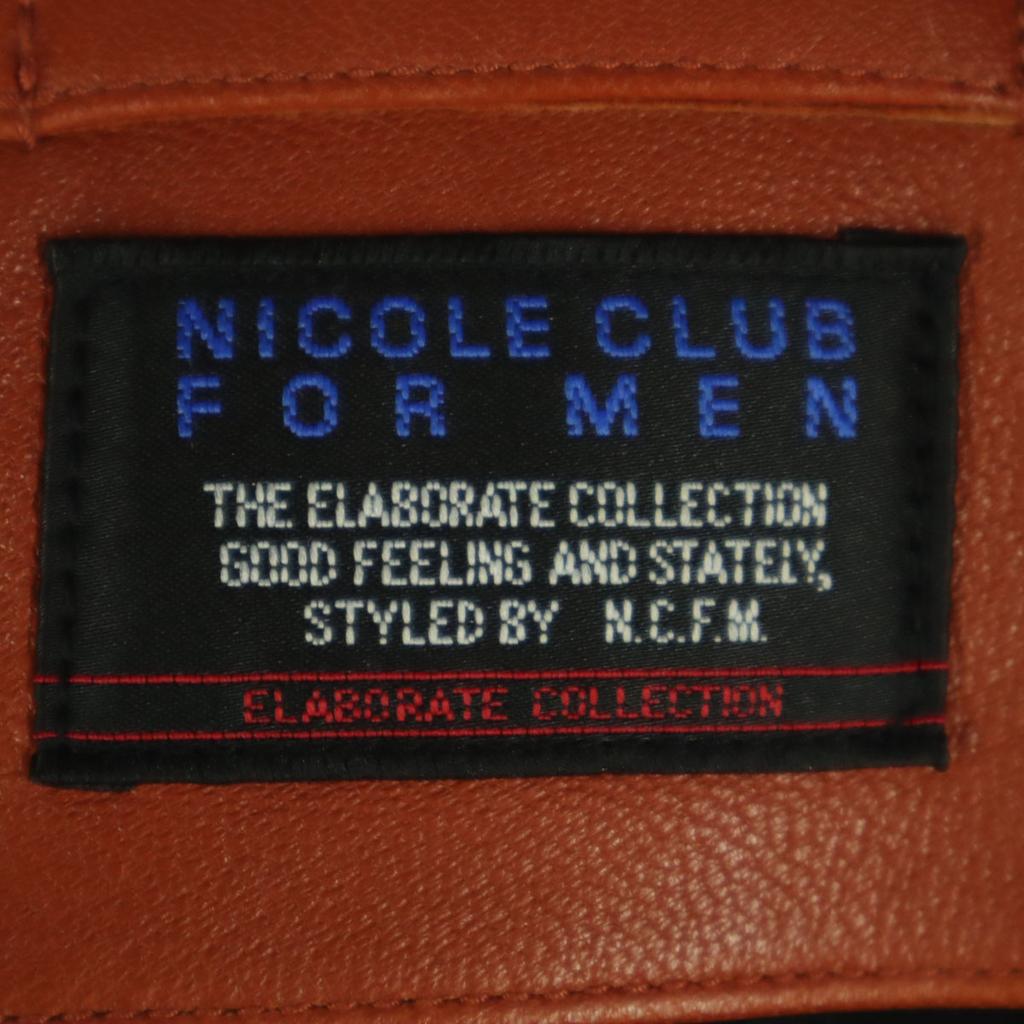 NICOLE CLUB
FOR MEN
THE ELABORATE COLLECTION
GOOD FEELING AND STATELY,
STYLED BY N.C.F.M.
ELABORATE COLLECTION